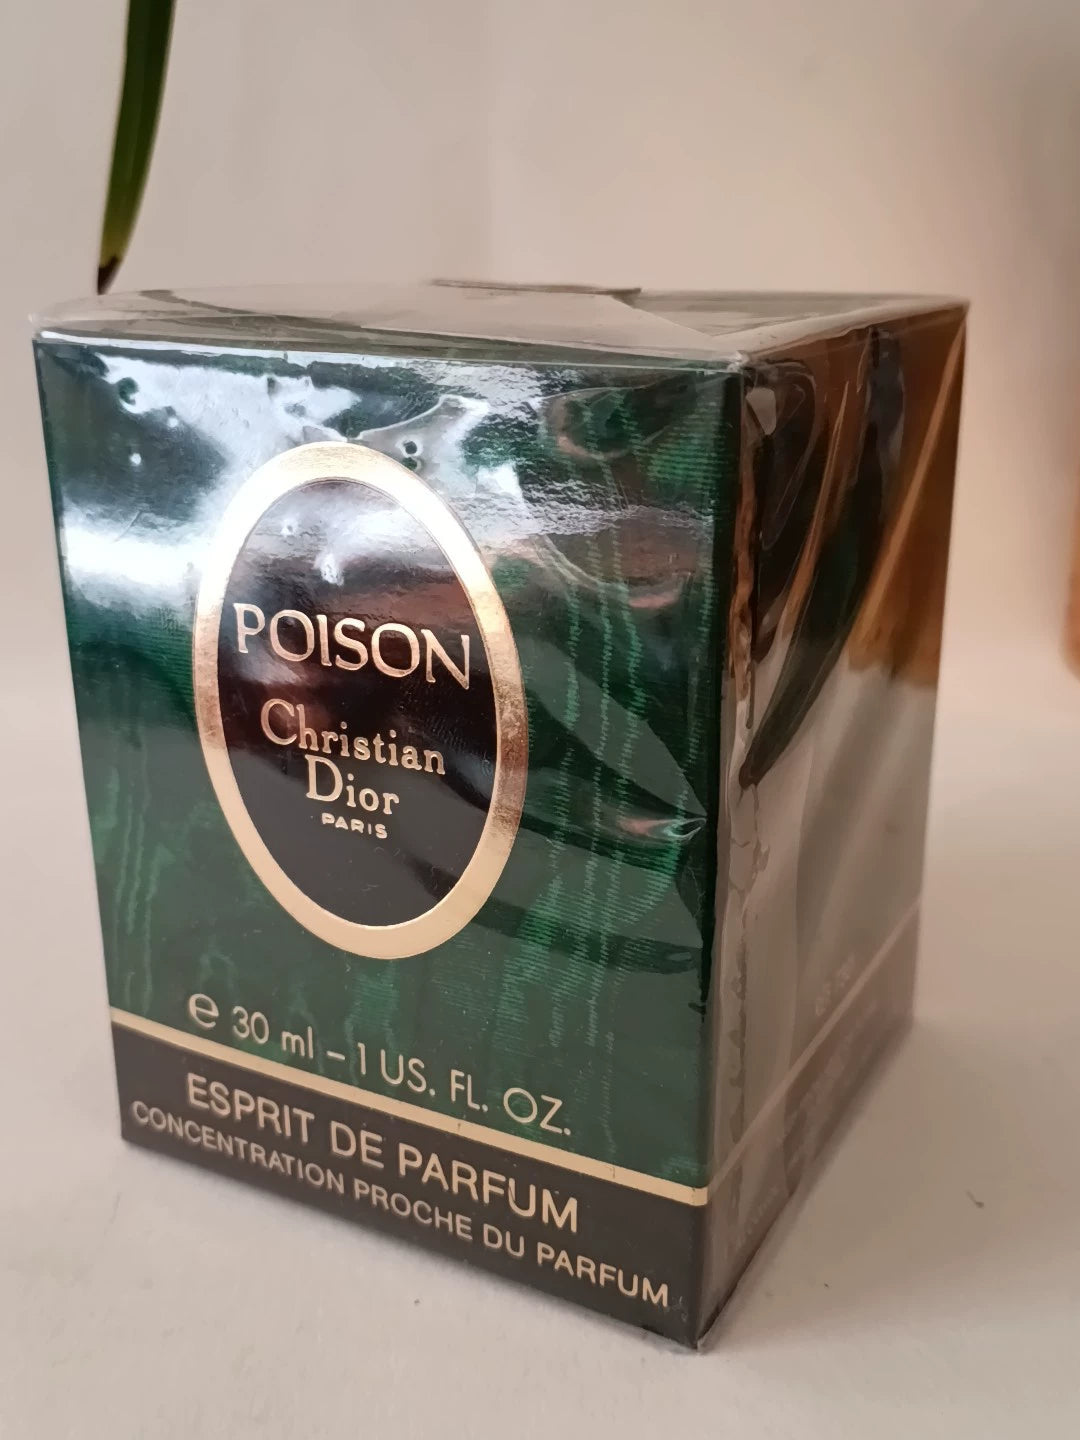 POISON
Christian
Dior
PARIS
e 30 ml – 1 US. FL. OZ.
ESPRIT DE PARFUM
CONCENTRATION PROCHE DU PARFUM